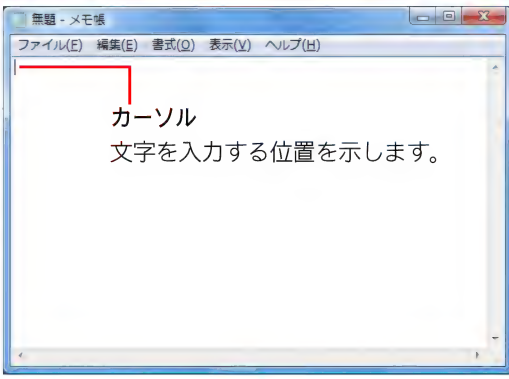 無題 - メモ帳
ファイル(F) 編集(E) 書式(O) 表示(V) ヘルプ(H)
カーソル
文字を入力する位置を示します。